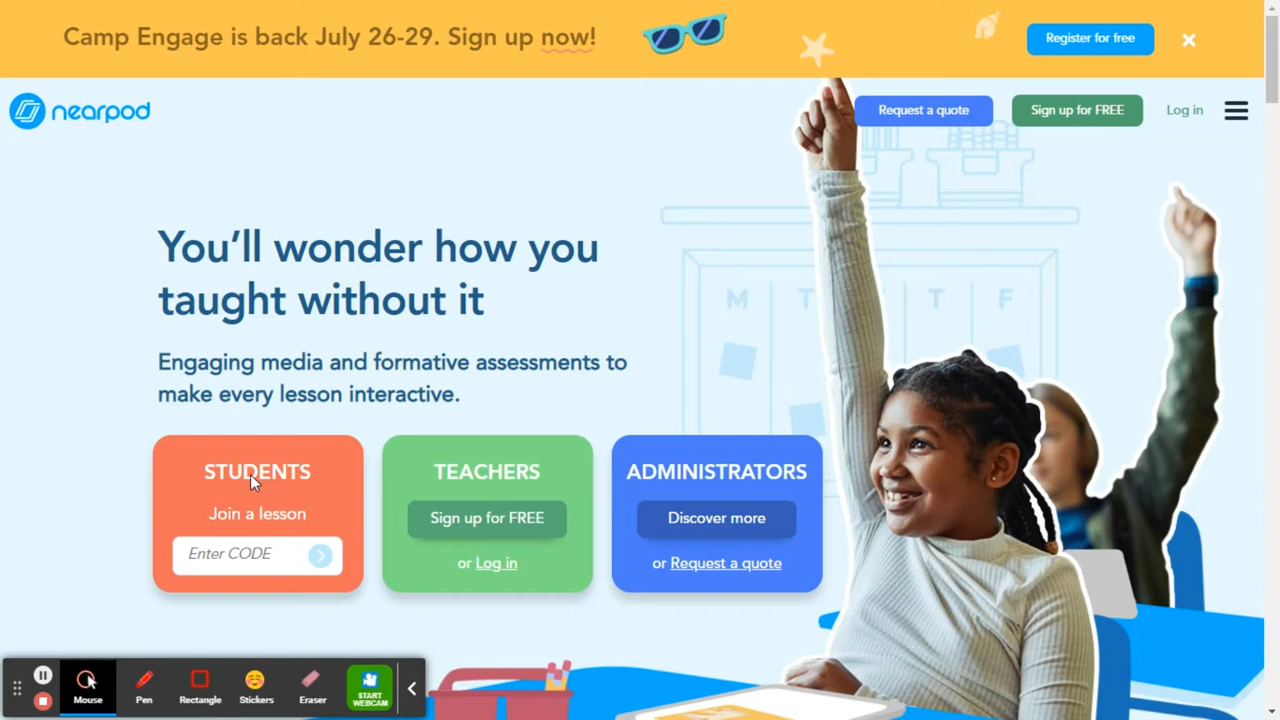 Camp Engage is back July 26-29. Sign up now!
Register for free
nearpod
Request a quote
Sign up for FREE
Log in
M T T F
You'll wonder how you
taught without it
Engaging media and formative assessments to
make every lesson interactive.
STUDENTS
Join a lesson
Enter CODE
TEACHERS
Sign up for FREE
or Log in
ADMINISTRATORS
Discover more
or Request a quote
Mouse
Pen
Rectangle
Stickers
Eraser
START
WEBCAM